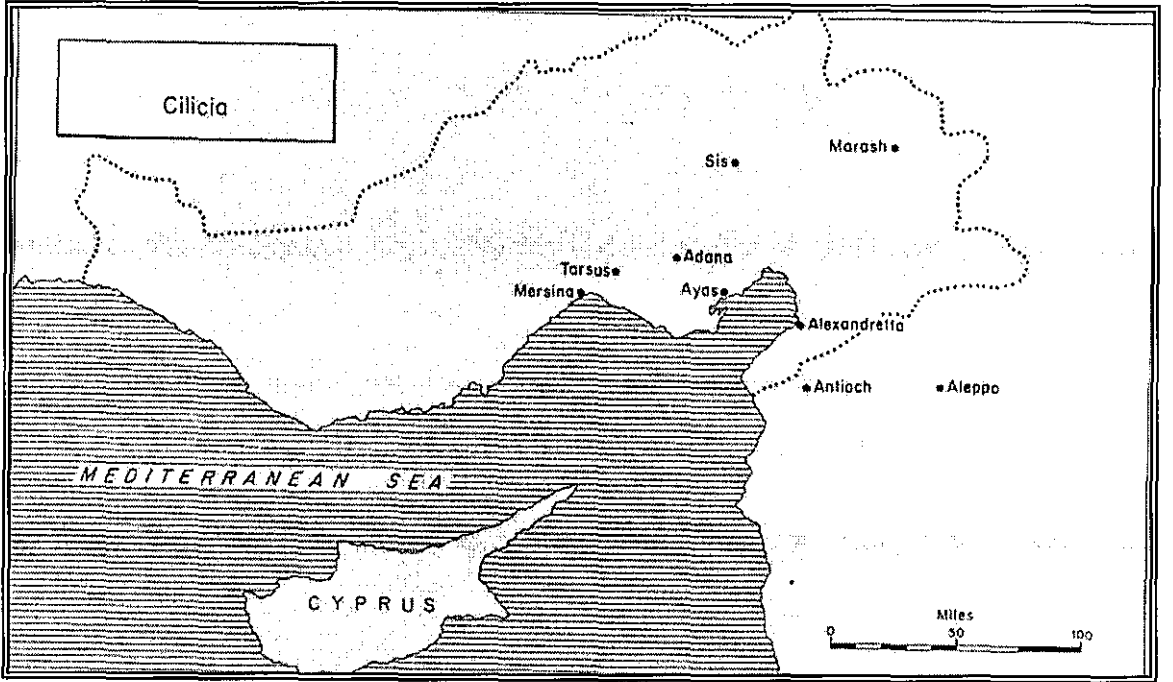 Cilicia
Sis
Marash
Adana
Tarsus
Mersina
Ayas
Alexandretta
Antioch
Aleppo
MEDITERRANEAN SEA
CYPRUS
Miles
0 50 100